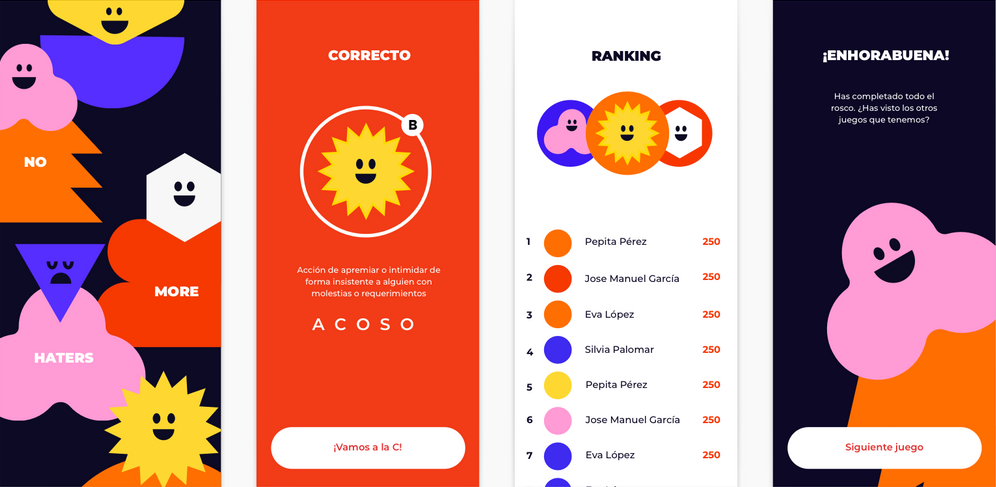 NO
MORE
HATERS
CORRECTO
B
Acción de apremiar o intimidar de
forma insistente a alguien con
molestias o requerimientos
ACOSO
¡Vamos a la C!
RANKING
1 Pepita Pérez 250
2 Jose Manuel García 250
3 Eva López 250
4 Silvia Palomar 250
5 Pepita Pérez 250
6 Jose Manuel García 250
7 Eva López 250
¡ENHORABUENA!
Has completado todo el
rosco. ¿Has visto los otros
juegos que tenemos?
Siguiente juego